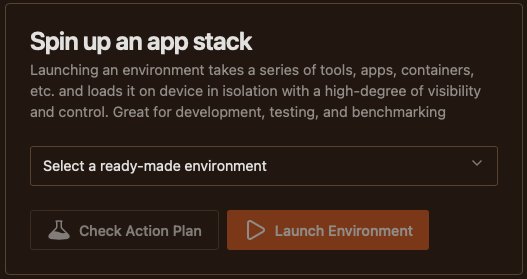 Spin up an app stack
Launching an environment takes a series of tools, apps, containers,
etc. and loads it on device in isolation with a high-degree of visibility
and control. Great for development, testing, and benchmarking
Select a ready-made environment
Check Action Plan
Launch Environment